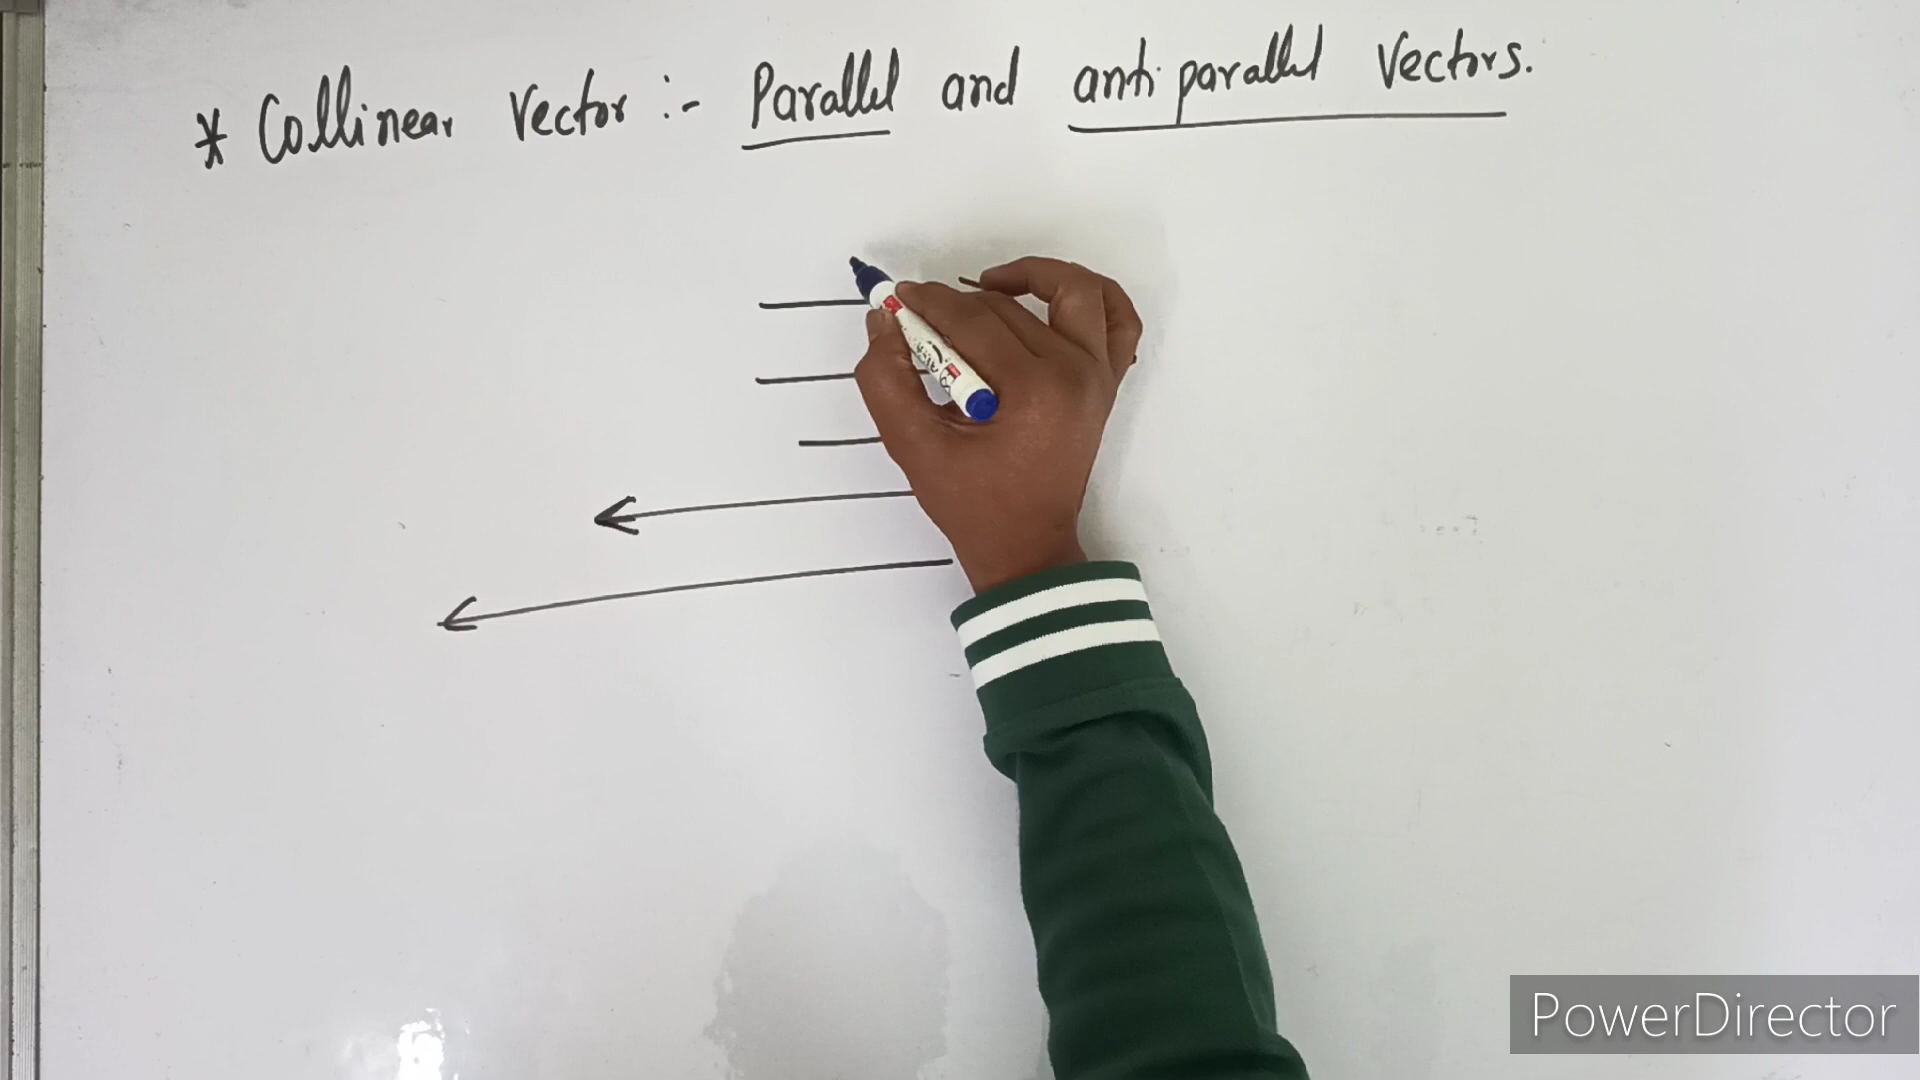 * Collinear Vector :- Parallel and anti parallel Vectors.
PowerDirector